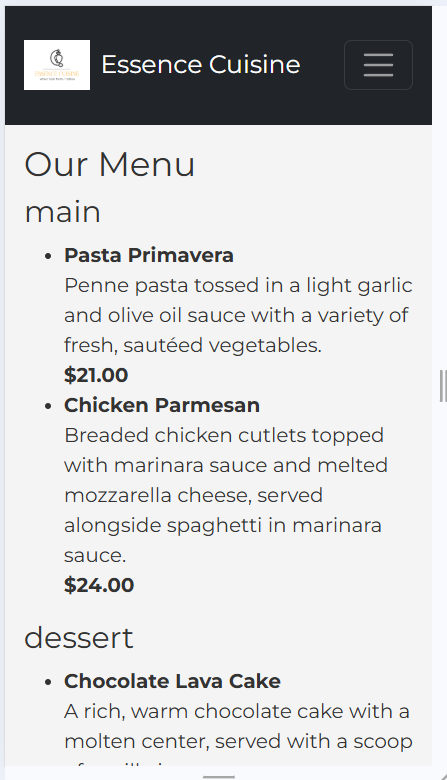 Essence Cuisine
Our Menu
main
Pasta Primavera
Penne pasta tossed in a light garlic
and olive oil sauce with a variety of
fresh, sautéed vegetables.
$21.00
Chicken Parmesan
Breaded chicken cutlets topped
with marinara sauce and melted
mozzarella cheese, served
alongside spaghetti in marinara
sauce.
$24.00
dessert
Chocolate Lava Cake
A rich, warm chocolate cake with a
molten center, served with a scoop